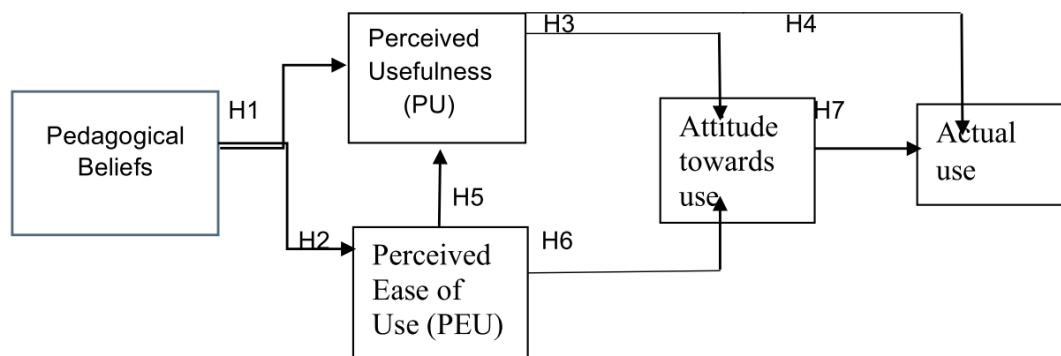 Pedagogical
Beliefs
H1
H2
Perceived
Usefulness
(PU)
H3
H4
H5
Perceived
Ease of
Use (PEU)
H6
Attitude
towards
use
H7
Actual
use